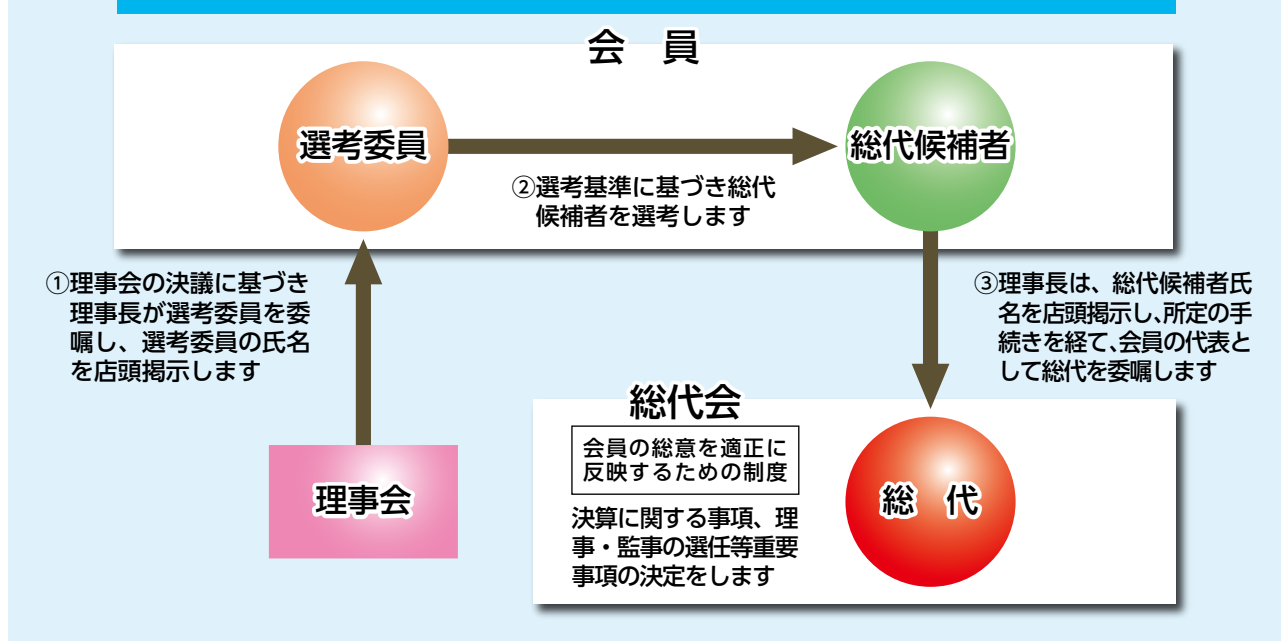 会　員
選考委員
総代候補者
②選考基準に基づき総代
候補者を選考します
①理事会の決議に基づき
理事長が選考委員を委
嘱し、選考委員の氏名
を店頭掲示します
③理事長は、総代候補者氏
名を店頭掲示し、所定の手
続きを経て、会員の代表と
して総代を委嘱します
理事会
総代会
会員の総意を適正に
反映するための制度
決算に関する事項、理
事・監事の選任等重要
事項の決定をします
総　代